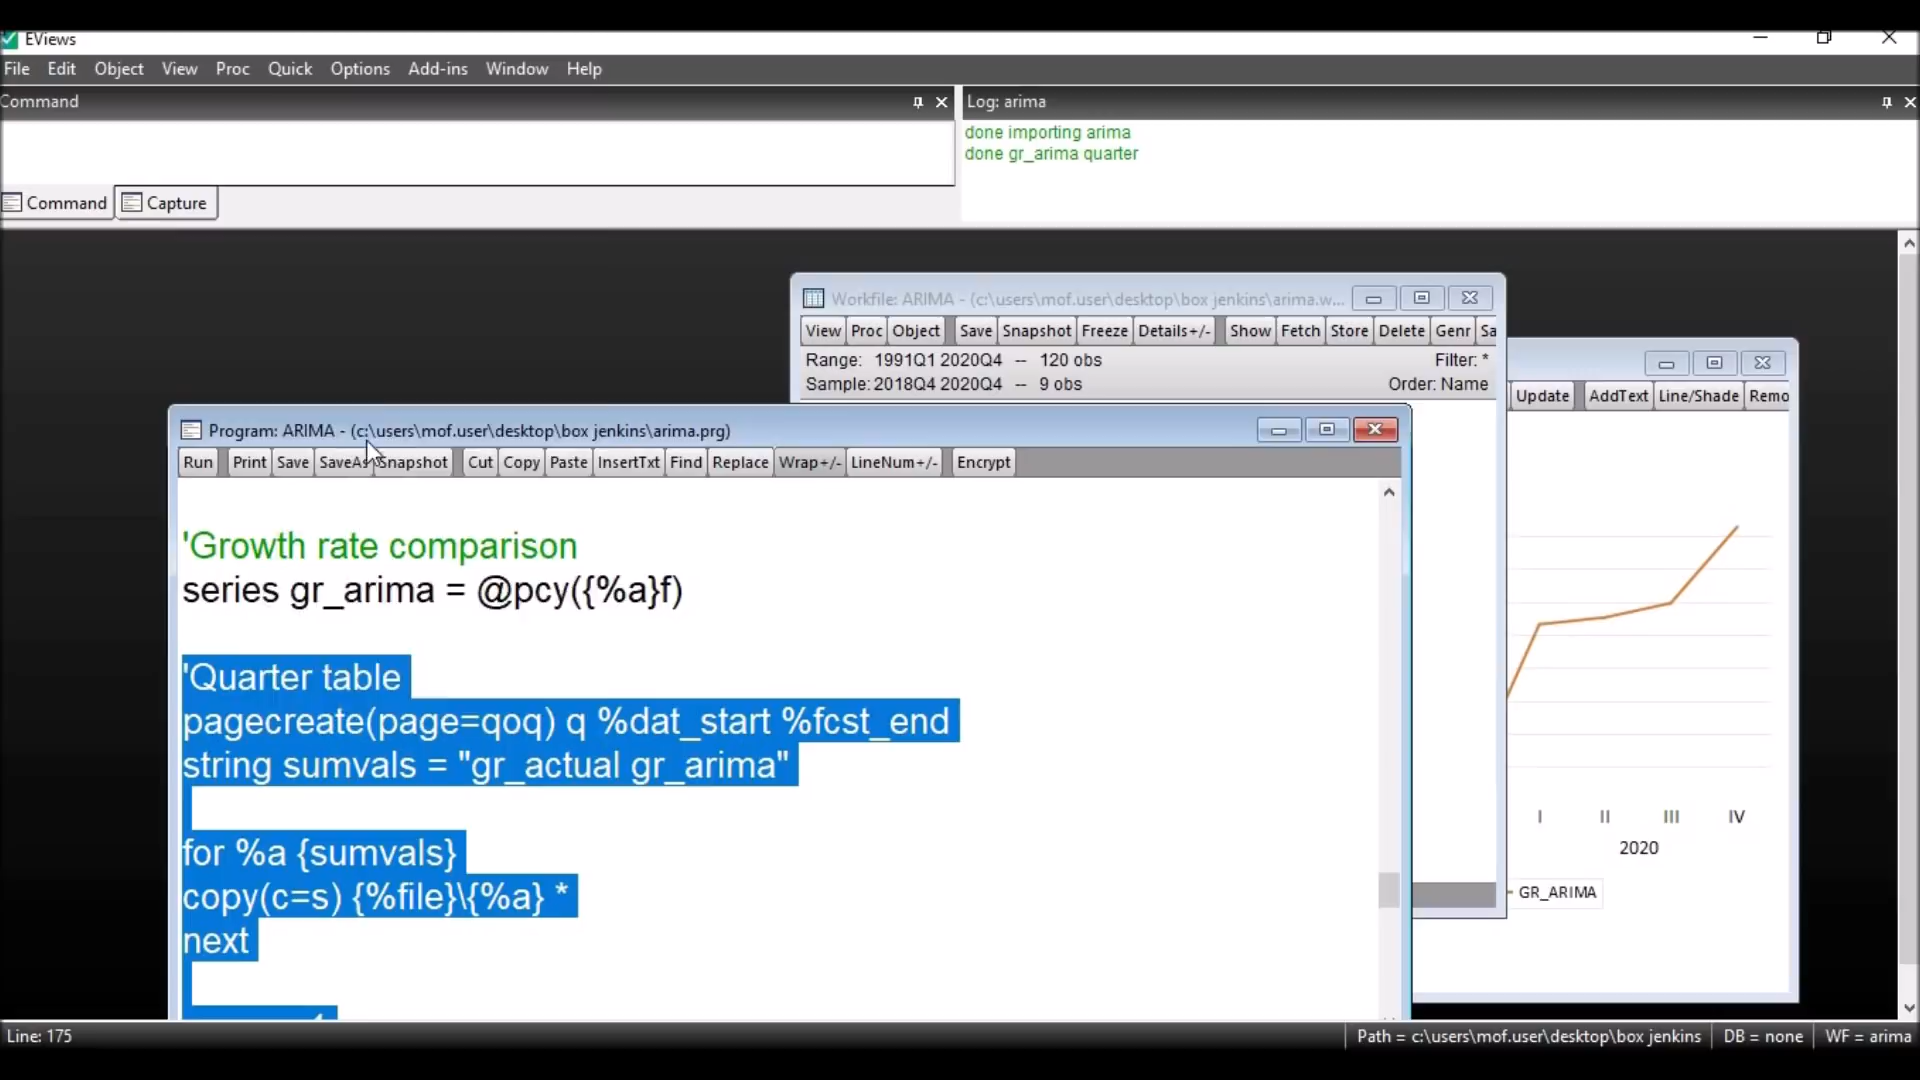 EViews
File Edit Object View Proc Quick Options Add-ins Window Help
Command
Log: arima
done importing arima
done gr_arima quarter
Command Capture
Workfile: ARIMA - (c:\users\mof.user\desktop\box jenkins\arima.w...
View Proc Object Save Snapshot Freeze Details+/- Show Fetch Store Delete Genr Sa
Range: 1991Q1 2020Q4 -- 120 obs
Filter: *
Sample: 2018Q4 2020Q4 -- 9 obs
Order: Name
Update AddText Line/Shade Remo
Program: ARIMA - (c:\users\mof.user\desktop\box jenkins\arima.prg)
Run Print Save SaveAs Snapshot Cut Copy Paste InsertTxt Find Replace Wrap+/- LineNum+/- Encrypt
'Growth rate comparison
series gr_arima = @pcy({%a}f)
'Quarter table
pagecreate(page=qoq) q %dat_start %fcst_end
string sumvals = "gr_actual gr_arima"
for %a {sumvals}
copy(c=s) {%file}\{%a} *
next
I II III IV
2020
GR_ARIMA
Line: 175
Path = c:\users\mof.user\desktop\box jenkins DB = none WF = arima